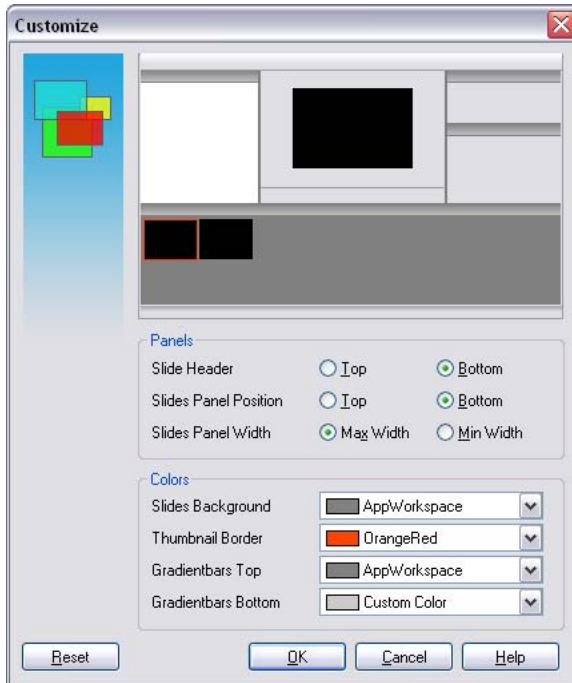 Customize
Panels
Slide Header Top Bottom
Slides Panel Position Top Bottom
Slides Panel Width Max Width Min Width
Colors
Slides Background AppWorkspace
Thumbnail Border OrangeRed
Gradientbars Top AppWorkspace
Gradientbars Bottom Custom Color
Reset OK Cancel Help